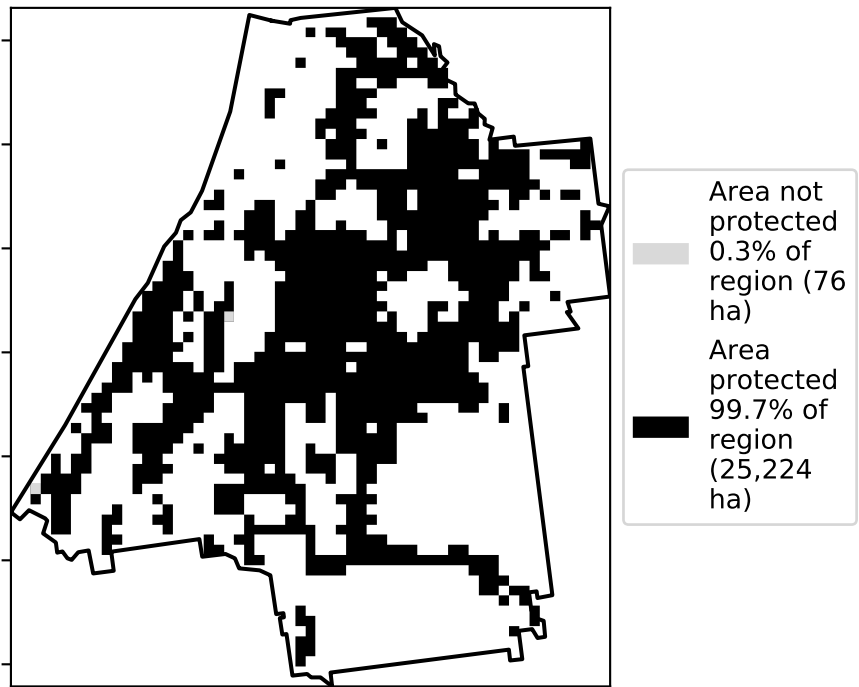 Area not
protected
0.3% of
region (76
ha)
Area
protected
99.7% of
region
(25,224
ha)